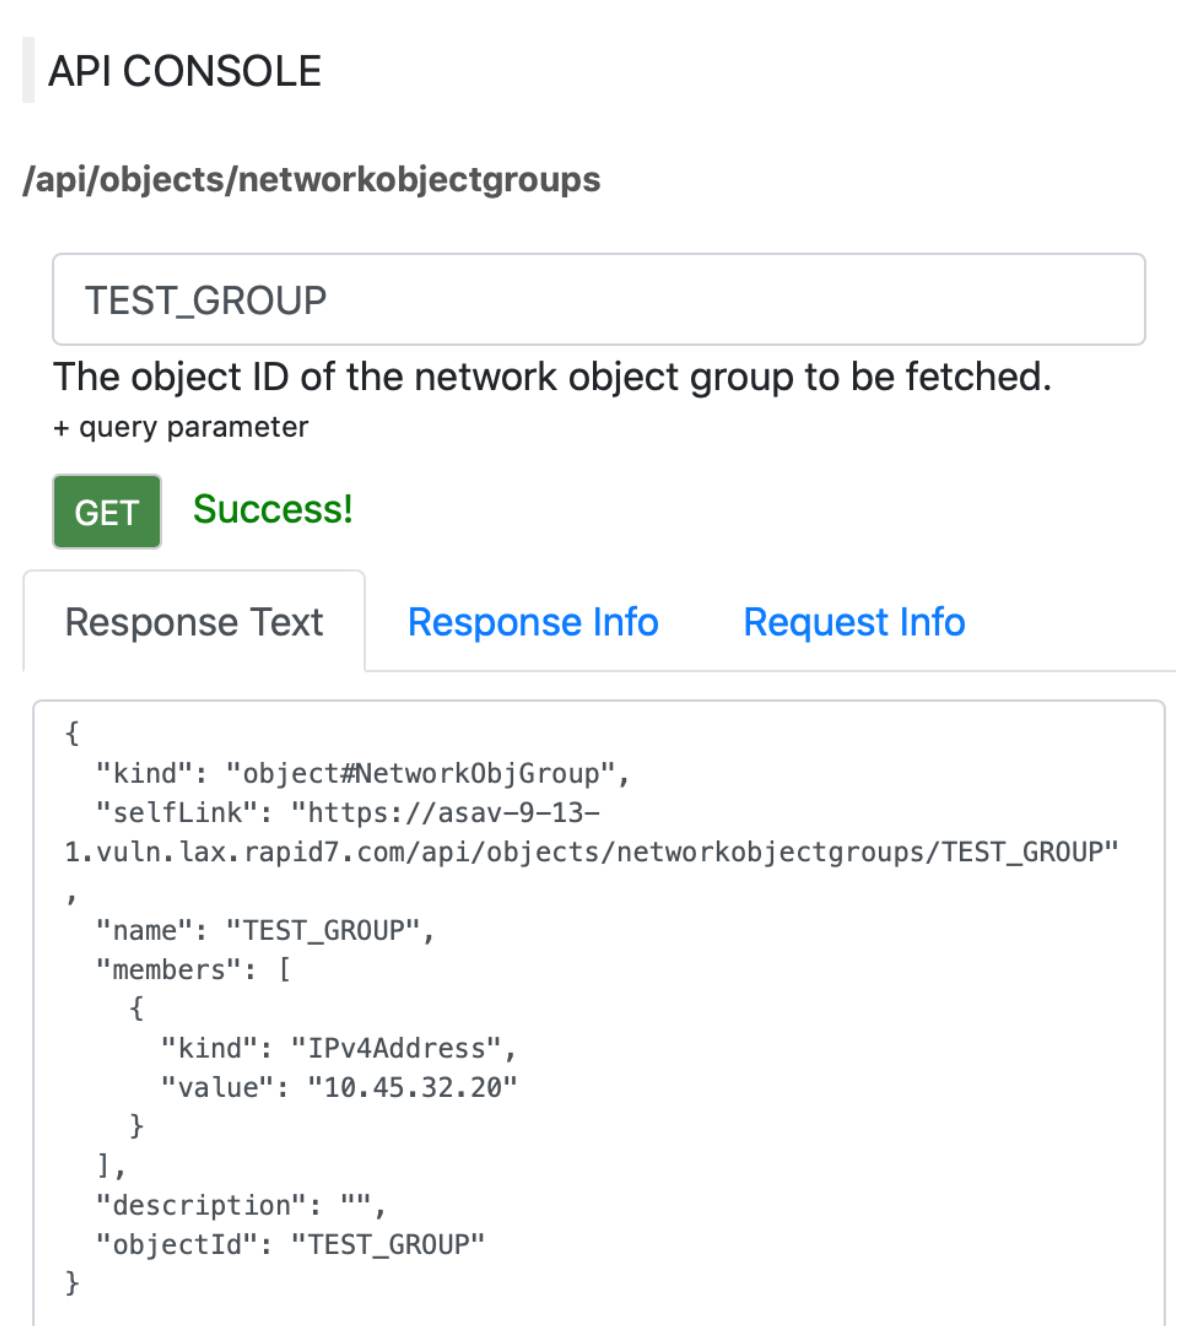 API CONSOLE
/api/objects/networkobjectgroups
TEST_GROUP
The object ID of the network object group to be fetched.
+ query parameter
GET Success!
Response Text Response Info Request Info
{
  "kind": "object#NetworkObjGroup",
  "selfLink": "https://asav-9-13-
1.vuln.lax.rapid7.com/api/objects/networkobjectgroups/TEST_GROUP"
,
  "name": "TEST_GROUP",
  "members": [
    {
      "kind": "IPv4Address",
      "value": "10.45.32.20"
    }
  ],
  "description": "",
  "objectId": "TEST_GROUP"
}